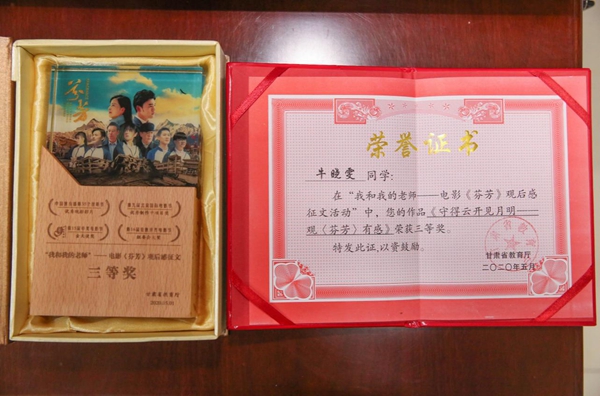 芬芳
"我和我的老师"——电影《芬芳》观后感征文
三等奖
甘肃省教育厅
荣誉证书
牛晓雯 同学：
在“我和我的老师——电影《芬芳》观后感
征文活动”中，您的作品《守得云开见月明——
观《芬芳》有感》荣获三等奖。
特发此证，以资鼓励。
甘肃省教育厅
二〇二〇年五月